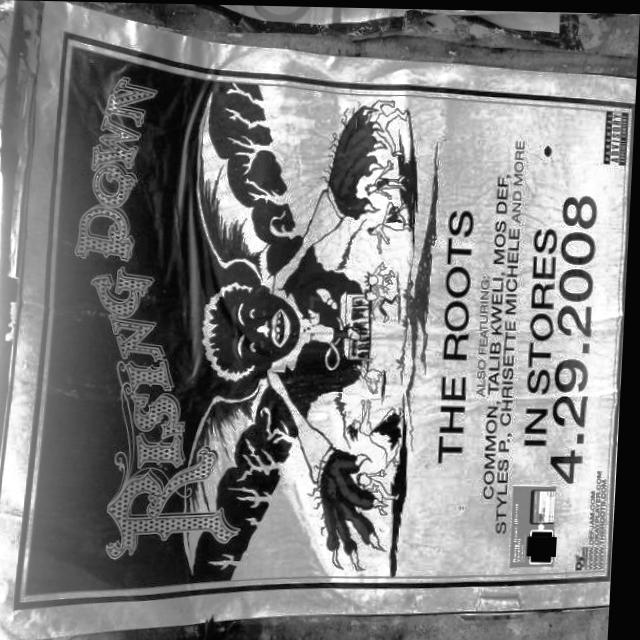 RISING DOWN
THE ROOTS
ALSO FEATURING:
COMMON, TALIB KWELI, MOS DEF,
STYLES P., CHRISETTE MICHELE AND MORE
IN STORES
4.29.2008